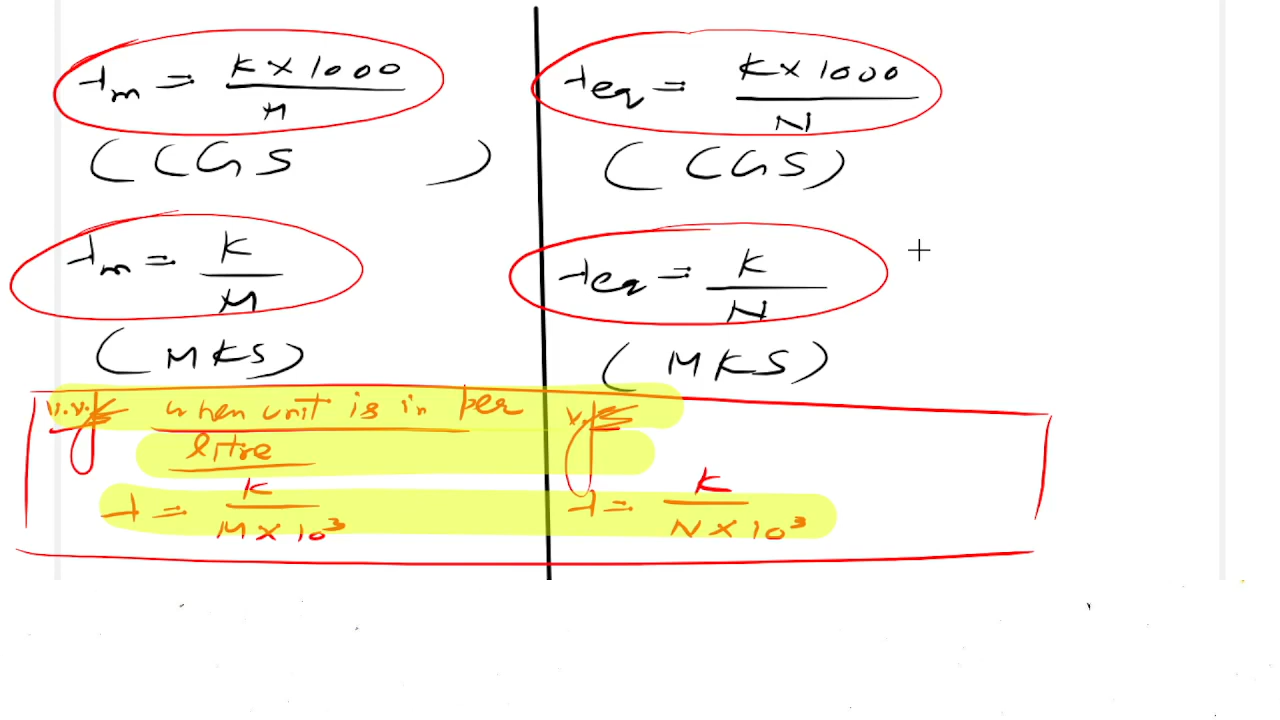 λm = K × 1000 / M
(CGS)
λeq = K × 1000 / N
(CGS)
λm = K / M
(MKS)
λeq = K / N
(MKS)
when unit is in per
litre
λ = K / M × 10³
λ = K / N × 10³